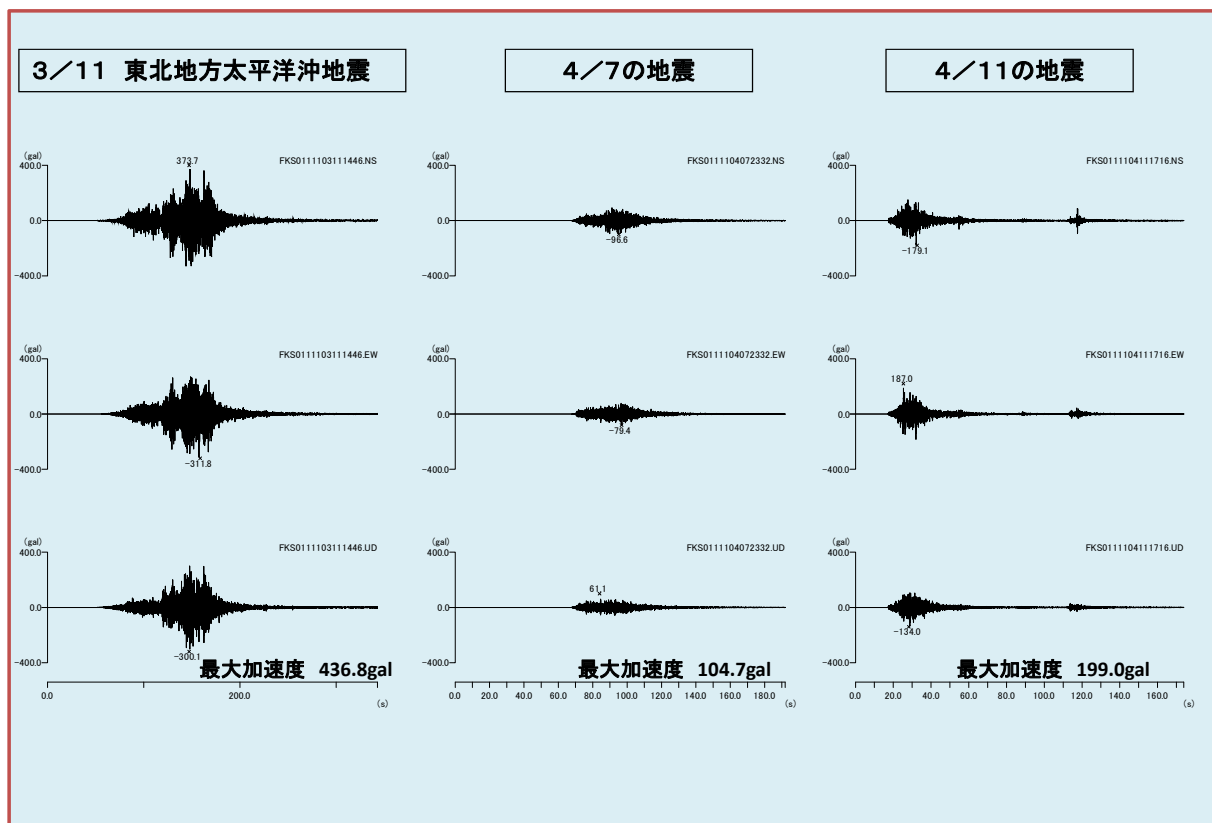 3/11 東北地方太平洋沖地震
4/7の地震
4/11の地震
(gal)
400.0
0.0
-400.0
373.7
FKS0111103111446.NS
(gal)
400.0
0.0
-400.0
-96.6
FKS0111104072332.NS
(gal)
400.0
0.0
-400.0
-179.1
FKS0111104111716.NS
(gal)
400.0
0.0
-400.0
-311.8
FKS0111103111446.EW
(gal)
400.0
0.0
-400.0
-79.4
FKS0111104072332.EW
(gal)
400.0
0.0
-400.0
187.0
FKS0111104111716.EW
(gal)
400.0
0.0
-400.0
-300.1
FKS0111103111446.UD
最大加速度 436.8gal
0.0 200.0
(s)
(gal)
400.0
0.0
-400.0
61.1
FKS0111104072332.UD
最大加速度 104.7gal
0.0 20.0 40.0 60.0 80.0 100.0 120.0 140.0 180.0
(s)
(gal)
400.0
0.0
-400.0
-134.0
FKS0111104111716.UD
最大加速度 199.0gal
0.0 20.0 40.0 60.0 80.0 100.0 120.0 140.0 160.0
(s)